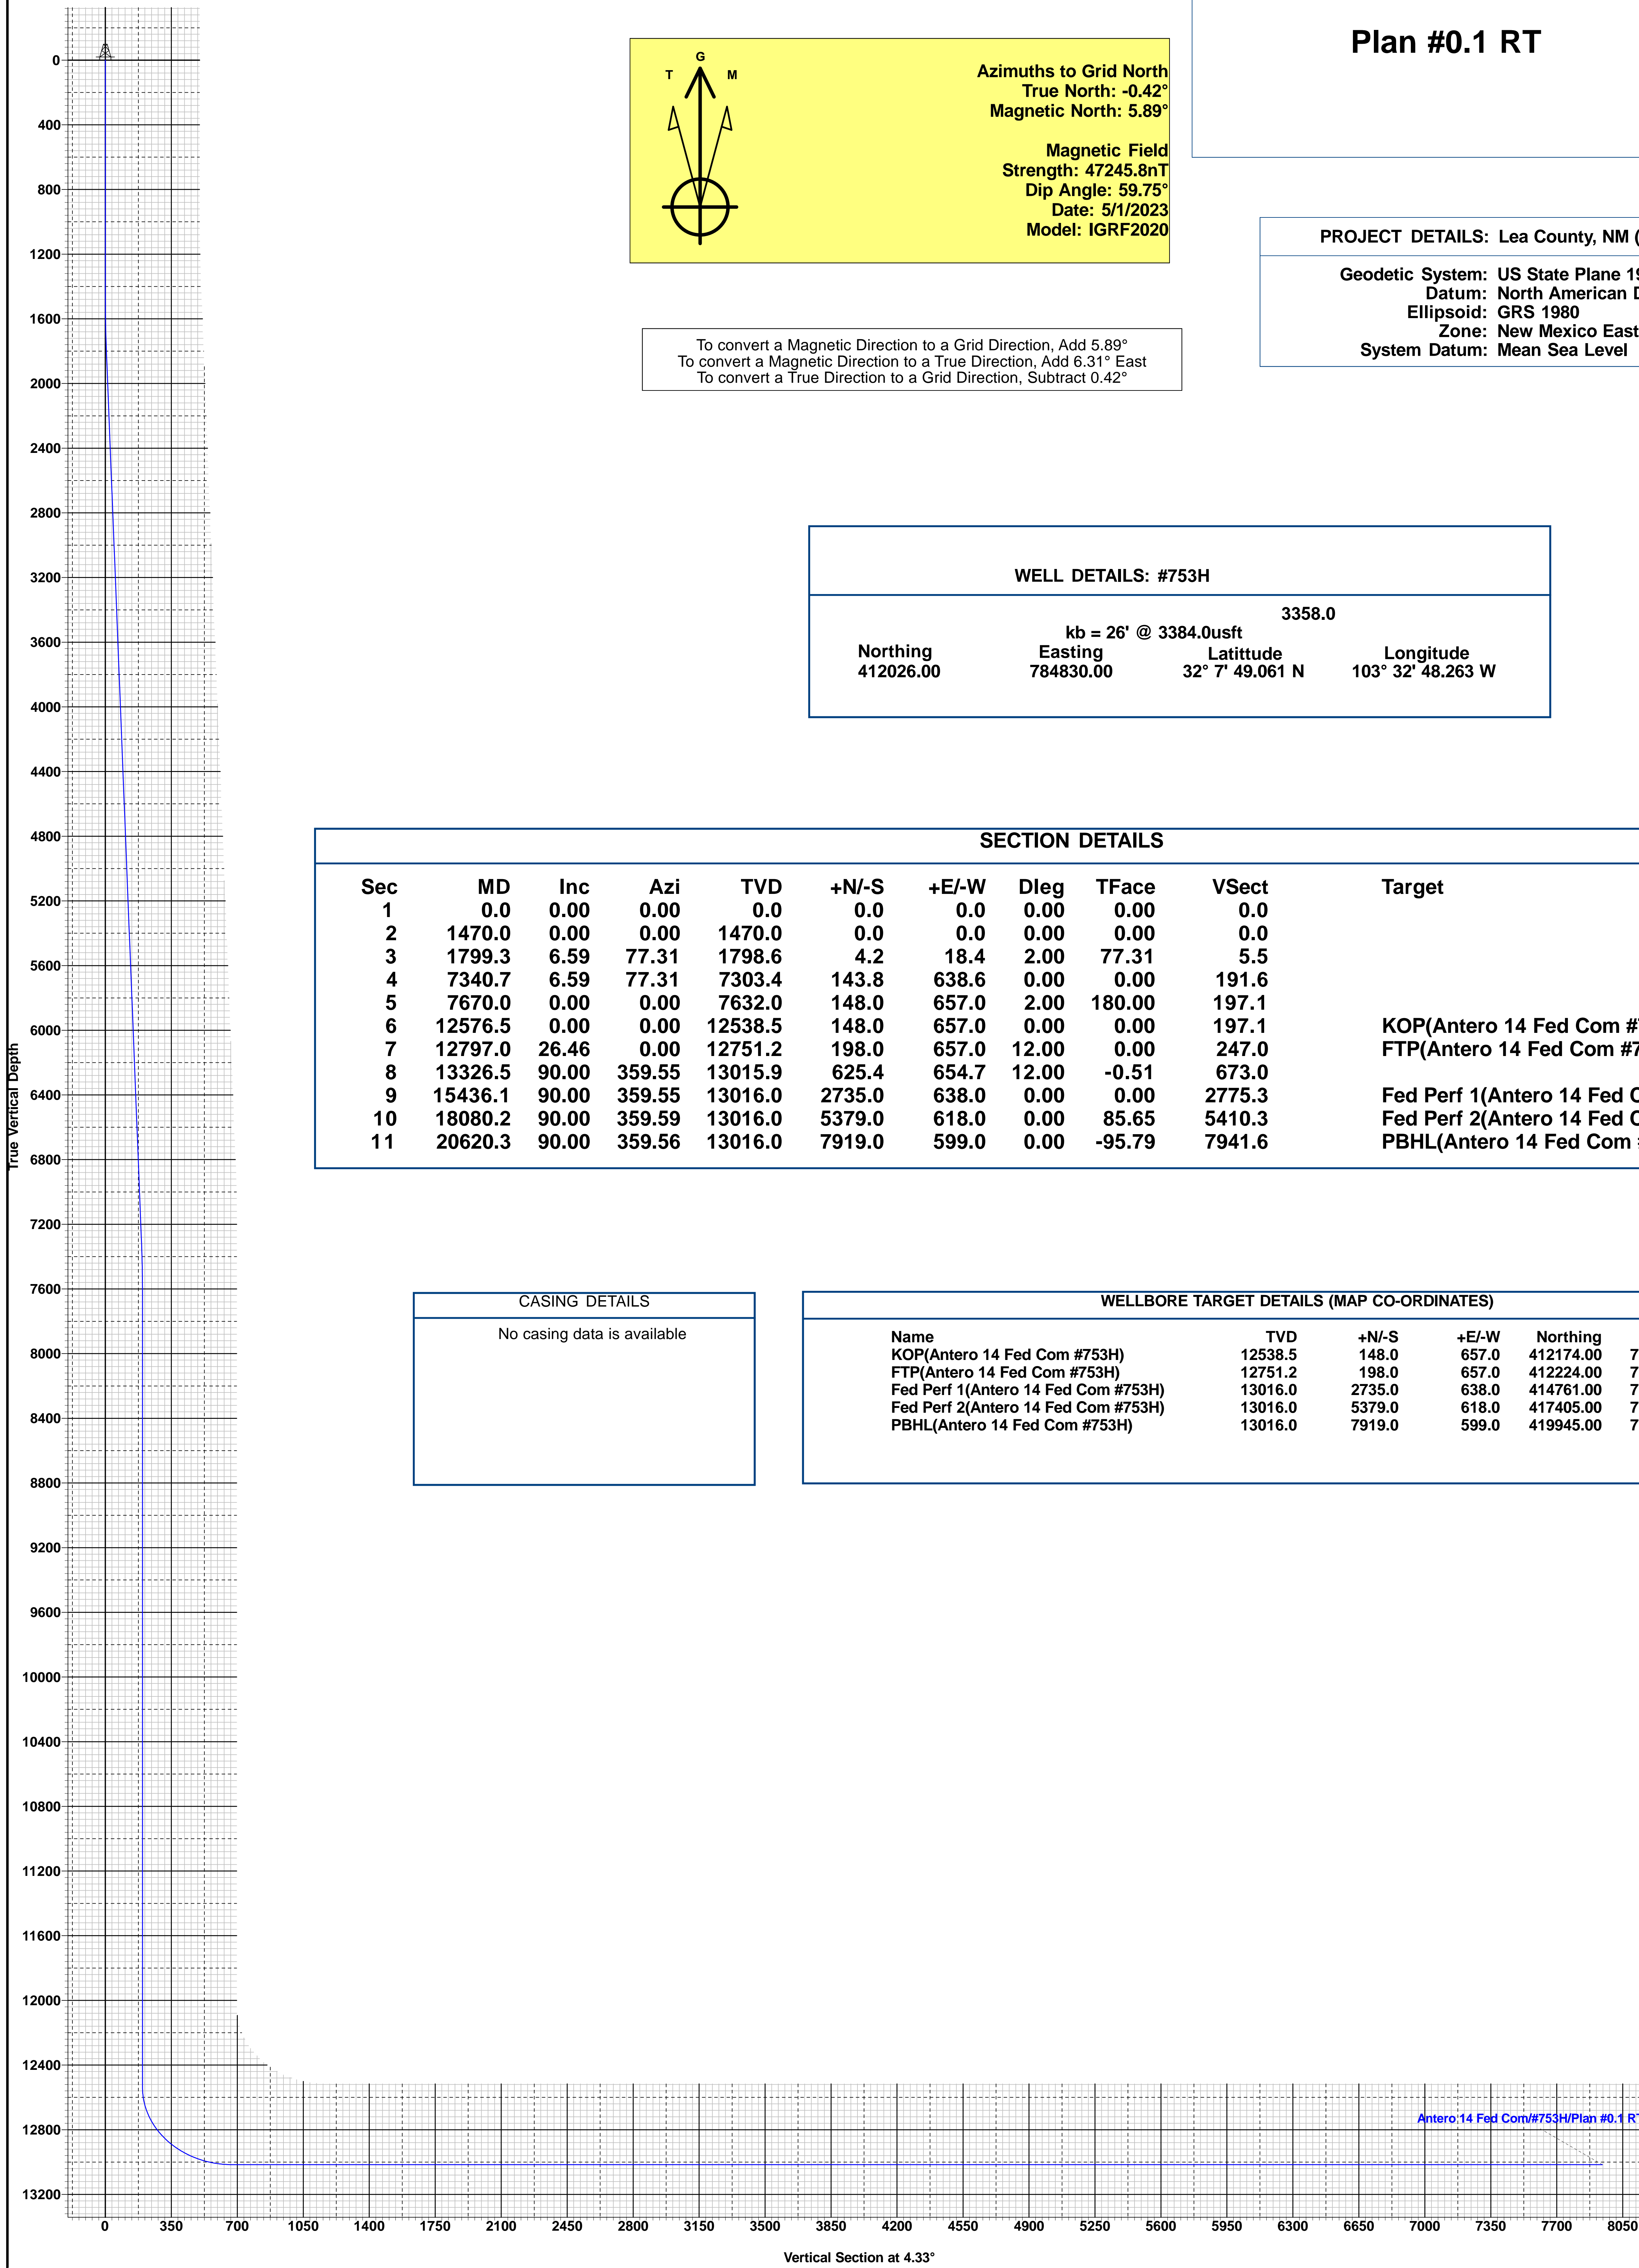 Plan #0.1 RT
T G M
Azimuths to Grid North
True North: -0.42°
Magnetic North: 5.89°
Magnetic Field
Strength: 47245.8nT
Dip Angle: 59.75°
Date: 5/1/2023
Model: IGRF2020
To convert a Magnetic Direction to a Grid Direction, Add 5.89°
To convert a Magnetic Direction to a True Direction, Add 6.31° East
To convert a True Direction to a Grid Direction, Subtract 0.42°
PROJECT DETAILS: Lea County, NM (
Geodetic System: US State Plane 19
Datum: North American D
Ellipsoid: GRS 1980
Zone: New Mexico East
System Datum: Mean Sea Level
WELL DETAILS: #753H
3358.0
kb = 26' @ 3384.0usft
Northing Easting Latittude Longitude
412026.00 784830.00 32° 7' 49.061 N 103° 32' 48.263 W
SECTION DETAILS
Sec MD Inc Azi TVD +N/-S +E/-W Dleg TFace VSect Target
1 0.0 0.00 0.00 0.0 0.0 0.0 0.00 0.00 0.0
2 1470.0 0.00 0.00 1470.0 0.0 0.0 0.00 0.00 0.0
3 1799.3 6.59 77.31 1798.6 4.2 18.4 2.00 77.31 5.5
4 7340.7 6.59 77.31 7303.4 143.8 638.6 0.00 0.00 191.6
5 7670.0 0.00 0.00 7632.0 148.0 657.0 2.00 180.00 197.1
6 12576.5 0.00 0.00 12538.5 148.0 657.0 0.00 0.00 197.1 KOP(Antero 14 Fed Com #7
7 12797.0 26.46 0.00 12751.2 198.0 657.0 12.00 0.00 247.0 FTP(Antero 14 Fed Com #7
8 13326.5 90.00 359.55 13015.9 625.4 654.7 12.00 -0.51 673.0
9 15436.1 90.00 359.55 13016.0 2735.0 638.0 0.00 0.00 2775.3 Fed Perf 1(Antero 14 Fed C
10 18080.2 90.00 359.59 13016.0 5379.0 618.0 0.00 85.65 5410.3 Fed Perf 2(Antero 14 Fed C
11 20620.3 90.00 359.56 13016.0 7919.0 599.0 0.00 -95.79 7941.6 PBHL(Antero 14 Fed Com #
CASING DETAILS
No casing data is available
WELLBORE TARGET DETAILS (MAP CO-ORDINATES)
Name TVD +N/-S +E/-W Northing
KOP(Antero 14 Fed Com #753H) 12538.5 148.0 657.0 412174.00 7
FTP(Antero 14 Fed Com #753H) 12751.2 198.0 657.0 412224.00 7
Fed Perf 1(Antero 14 Fed Com #753H) 13016.0 2735.0 638.0 414761.00 7
Fed Perf 2(Antero 14 Fed Com #753H) 13016.0 5379.0 618.0 417405.00 7
PBHL(Antero 14 Fed Com #753H) 13016.0 7919.0 599.0 419945.00 7
True Vertical Depth
0
400
800
1200
1600
2000
2400
2800
3200
3600
4000
4400
4800
5200
5600
6000
6400
6800
7200
7600
8000
8400
8800
9200
9600
10000
10400
10800
11200
11600
12000
12400
12800
13200
Antero 14 Fed Com/#753H/Plan #0.1 RT
0 350 700 1050 1400 1750 2100 2450 2800 3150 3500 3850 4200 4550 4900 5250 5600 5950 6300 6650 7000 7350 7700 8050
Vertical Section at 4.33°